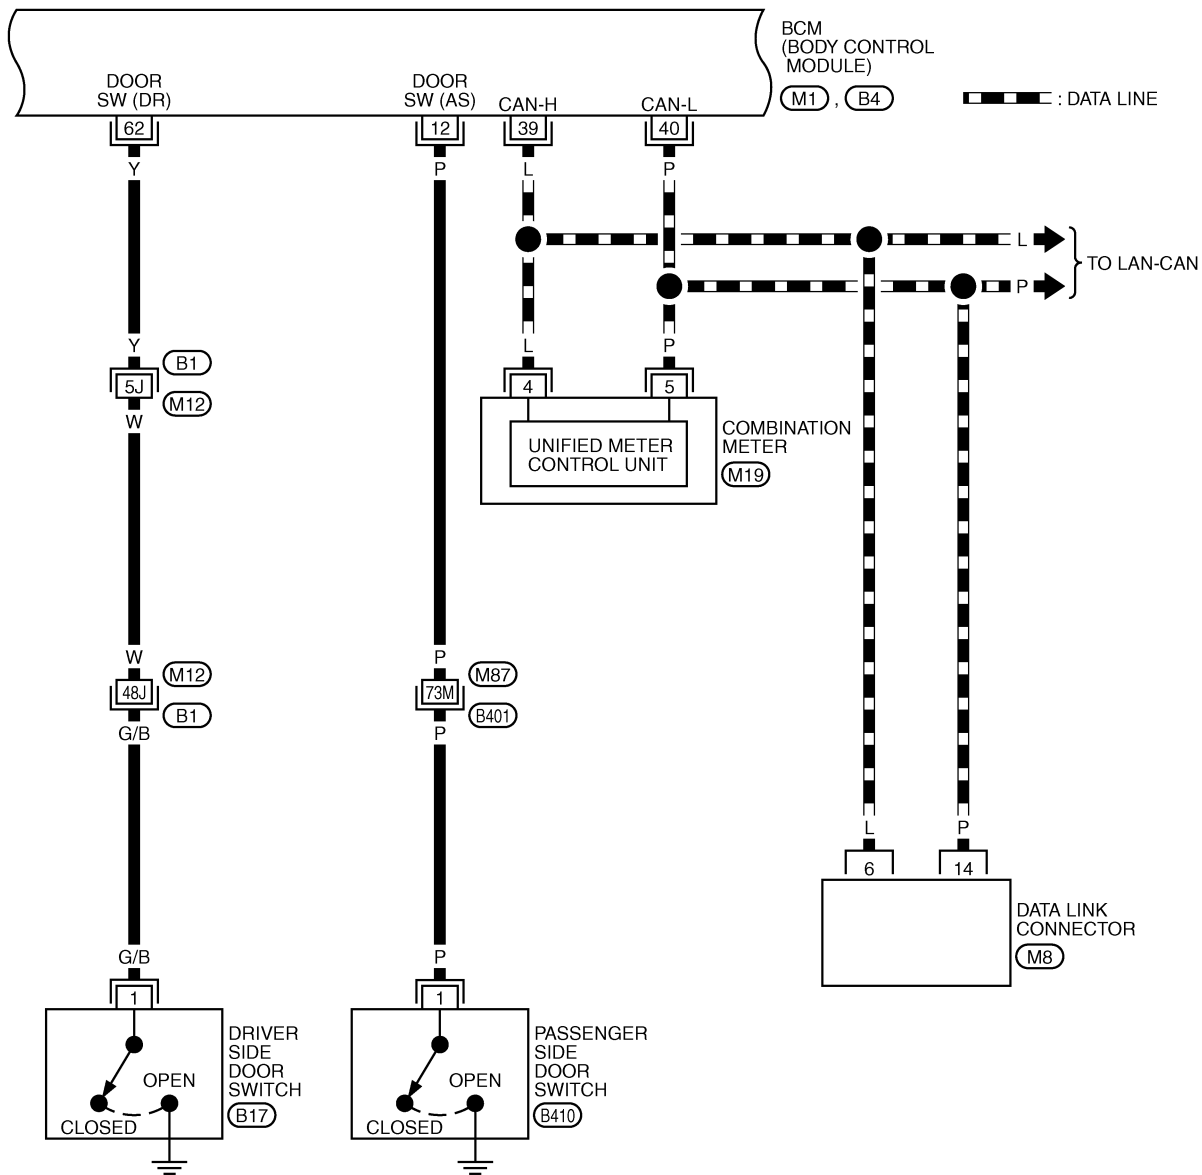 BCM
(BODY CONTROL
MODULE)
M1 , B4
: DATA LINE
DOOR
SW (DR)
DOOR
SW (AS)
CAN-H
CAN-L
62
12
39
40
Y
P
L
P
L
TO LAN-CAN
P
Y
L
P
B1
5J
4
5
M12
W
COMBINATION
METER
M19
UNIFIED METER
CONTROL UNIT
W
P
M12
M87
48J
73M
B1
B401
G/B
P
L
P
6
14
DATA LINK
CONNECTOR
M8
G/B
P
1
1
DRIVER
SIDE
DOOR
SWITCH
B17
OPEN
CLOSED
PASSENGER
SIDE
DOOR
SWITCH
B410
OPEN
CLOSED